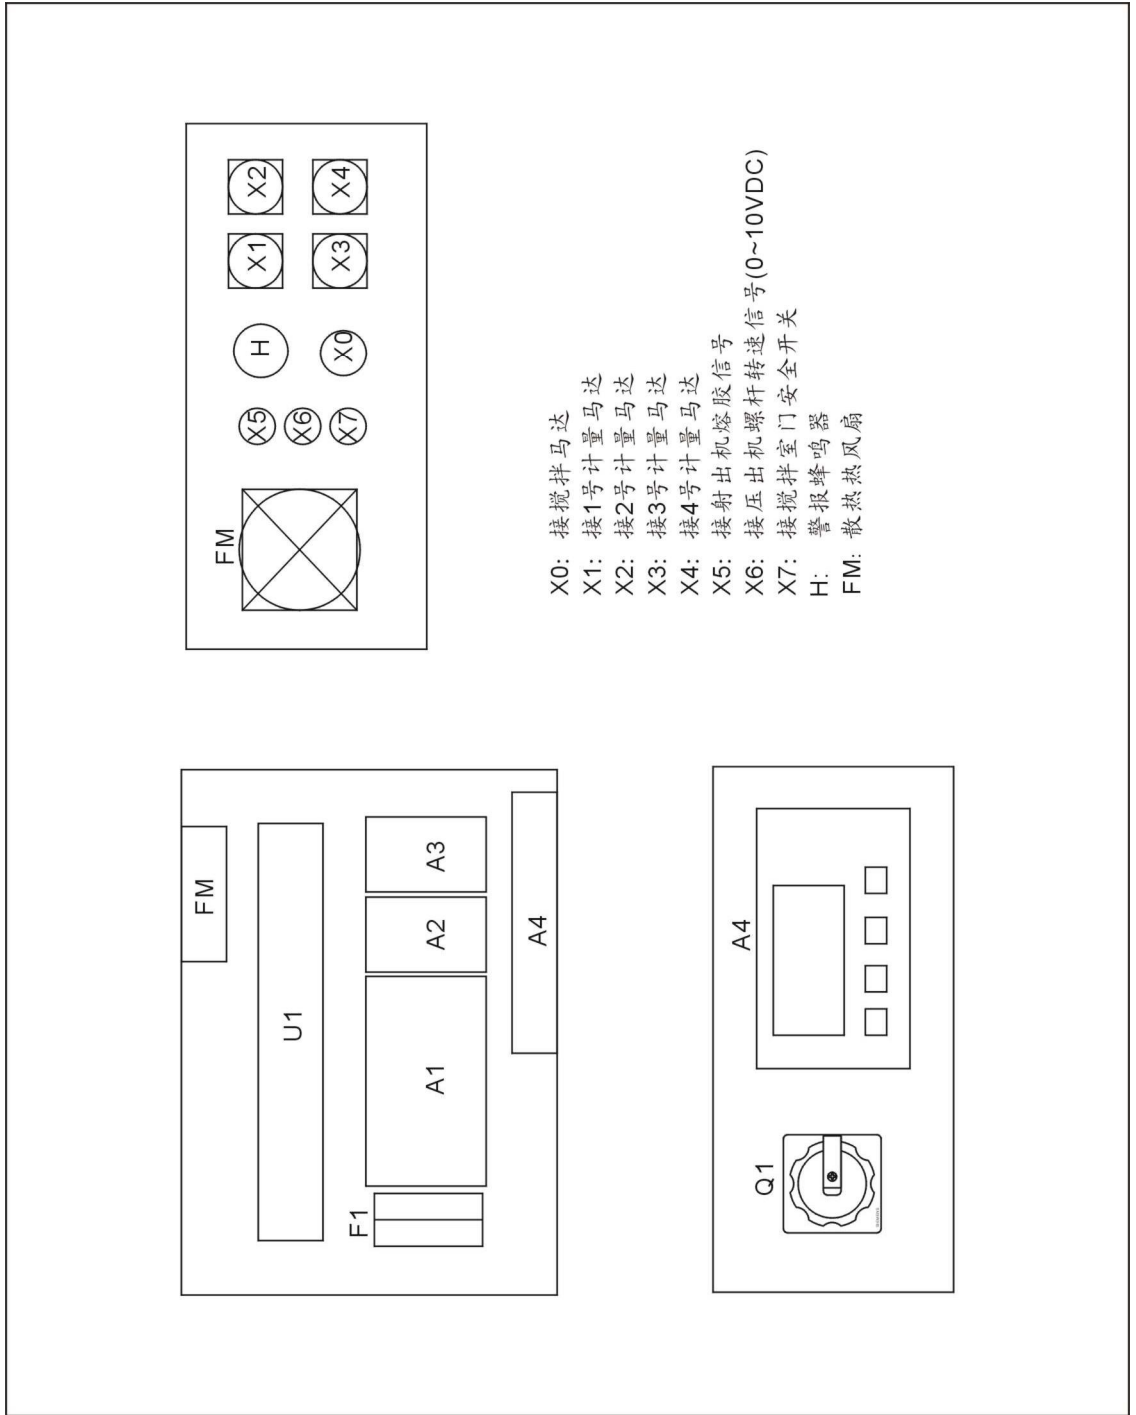 FM
U1
F1
A1 A2 A3
A4
FM
X5 H X1 X2
X6
X7 X0 X3 X4
Q1
A4
X0: 接搅拌马达
X1: 接1号计量马达
X2: 接2号计量马达
X3: 接3号计量马达
X4: 接4号计量马达
X5: 接射出机熔胶信号
X6: 接压出机螺杆转速信号(0~10VDC)
X7: 接搅拌室门安全开关
H: 警报蜂鸣器
FM: 散热热风扇